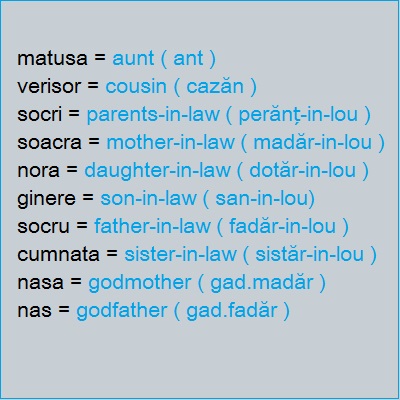 matusa = aunt ( ant )
verisor = cousin ( cazăn )
socri = parents-in-law ( perănț-in-lou )
soacra = mother-in-law ( madăr-in-lou )
nora = daughter-in-law ( dotăr-in-lou )
ginere = son-in-law ( san-in-lou)
socru = father-in-law ( fadăr-in-lou )
cumnata = sister-in-law ( sistăr-in-lou )
nasa = godmother ( gad.madăr )
nas = godfather ( gad.fadăr )